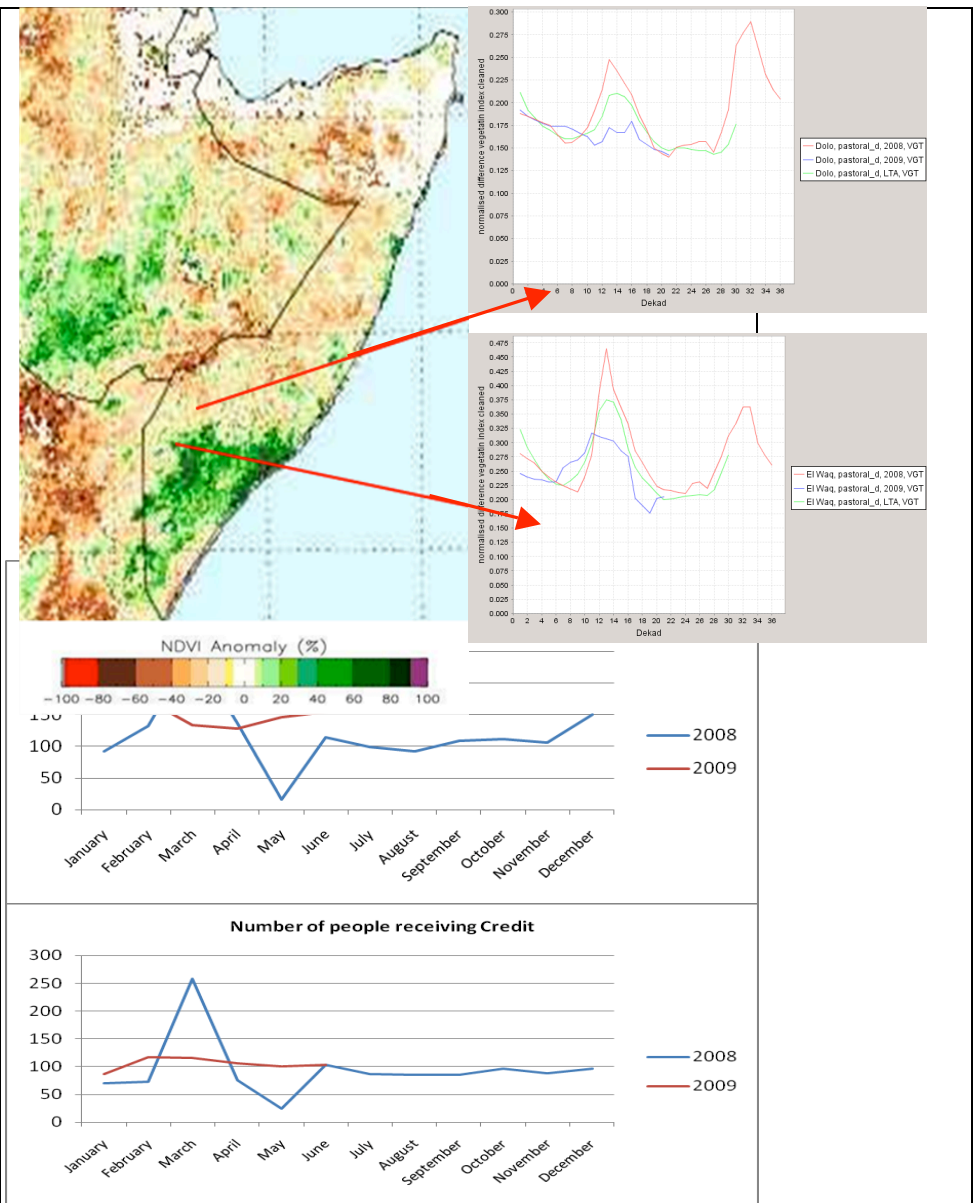 0.300
0.275
0.250
0.225
0.200
0.175
0.150
0.125
0.100
0.075
0.050
0.025
0.000
normalised difference vegetatin index cleaned
0 6 8 10 12 14 16 18 20 22 24 26 28 30 32 34 36
Dekad
Dolo, pastoral_d, 2008, VGT
Dolo, pastoral_d, 2009, VGT
Dolo, pastoral_d, LTA, VGT
0.475
0.450
0.425
0.400
0.375
0.350
0.325
0.300
0.275
0.250
0.225
0.200
0.175
0.150
0.125
0.100
0.075
0.050
0.025
0.000
normalised difference vegetatin index cleaned
0 2 4 6 8 10 12 14 16 18 20 22 24 26 28 30 32 34 36
Dekad
El Waq, pastoral_d, 2008, VGT
El Waq, pastoral_d, 2009, VGT
El Waq, pastoral_d, LTA, VGT
NDVI Anomaly (%)
-100 -80 -60 -40 -20 0 20 40 60 80 100
150
100
50
0
January February March April May June July August September October November December
2008
2009
Number of people receiving Credit
300
250
200
150
100
50
0
January February March April May June July August September October November December
2008
2009